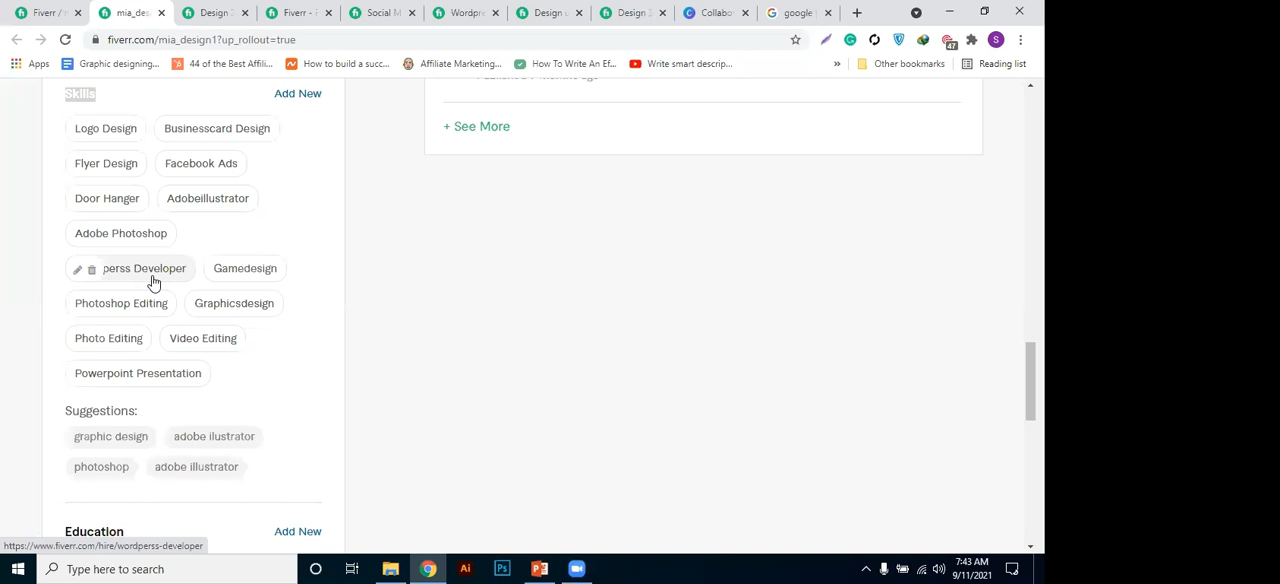 Fiverr / mia_des Design Fiverr - F Social M Wordpre Design u Design Collabo google
fiverr.com/mia_design1?up_rollout=true
Apps Graphic designing... 44 of the Best Affili... How to build a succ... Affiliate Marketing... How To Write An Ef... Write smart descrip... » Other bookmarks Reading list
Skills Add New
+ See More
Logo Design Businesscard Design
Flyer Design Facebook Ads
Door Hanger Adobeillustrator
Adobe Photoshop
perss Developer Gamedesign
Photoshop Editing Graphicsdesign
Photo Editing Video Editing
Powerpoint Presentation
Suggestions:
graphic design adobe ilustrator
photoshop adobe illustrator
Education Add New
https://www.fiverr.com/hire/wordperss-developer
Type here to search
7:43 AM
9/11/2021